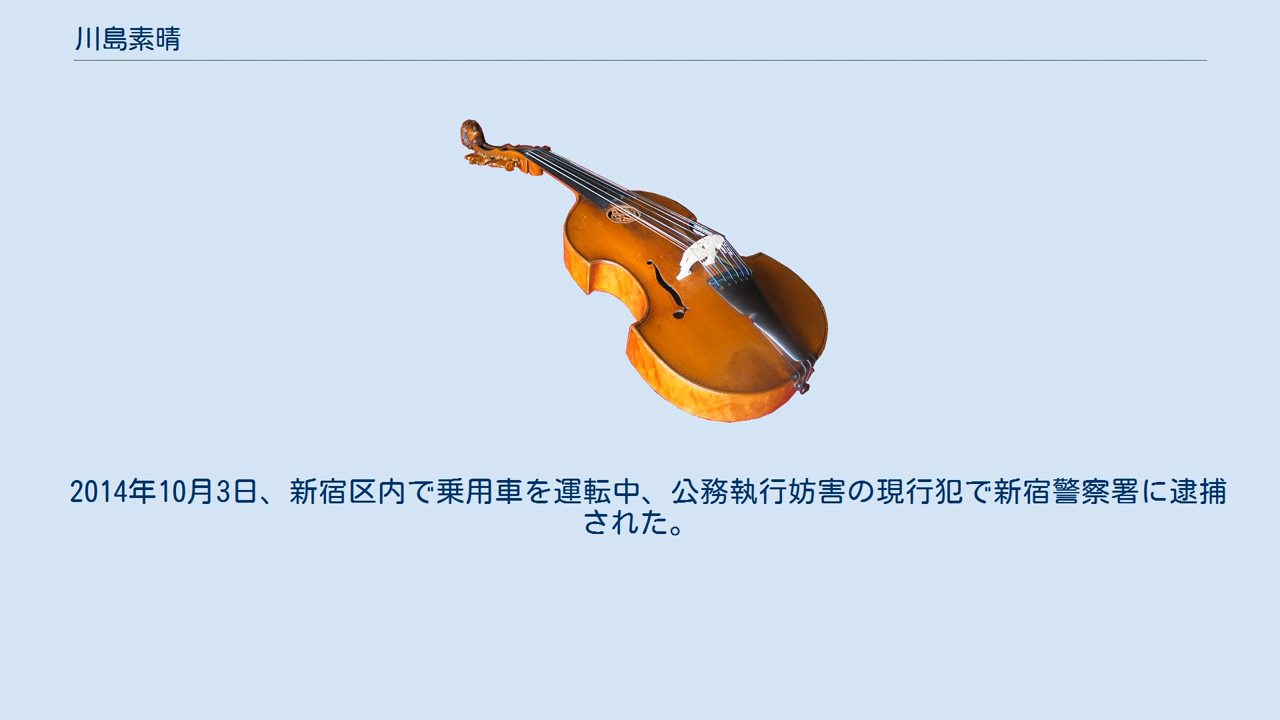 川島素晴
2014年10月3日、新宿区内で乗用車を運転中、公務執行妨害の現行犯で新宿警察署に逮捕
された。